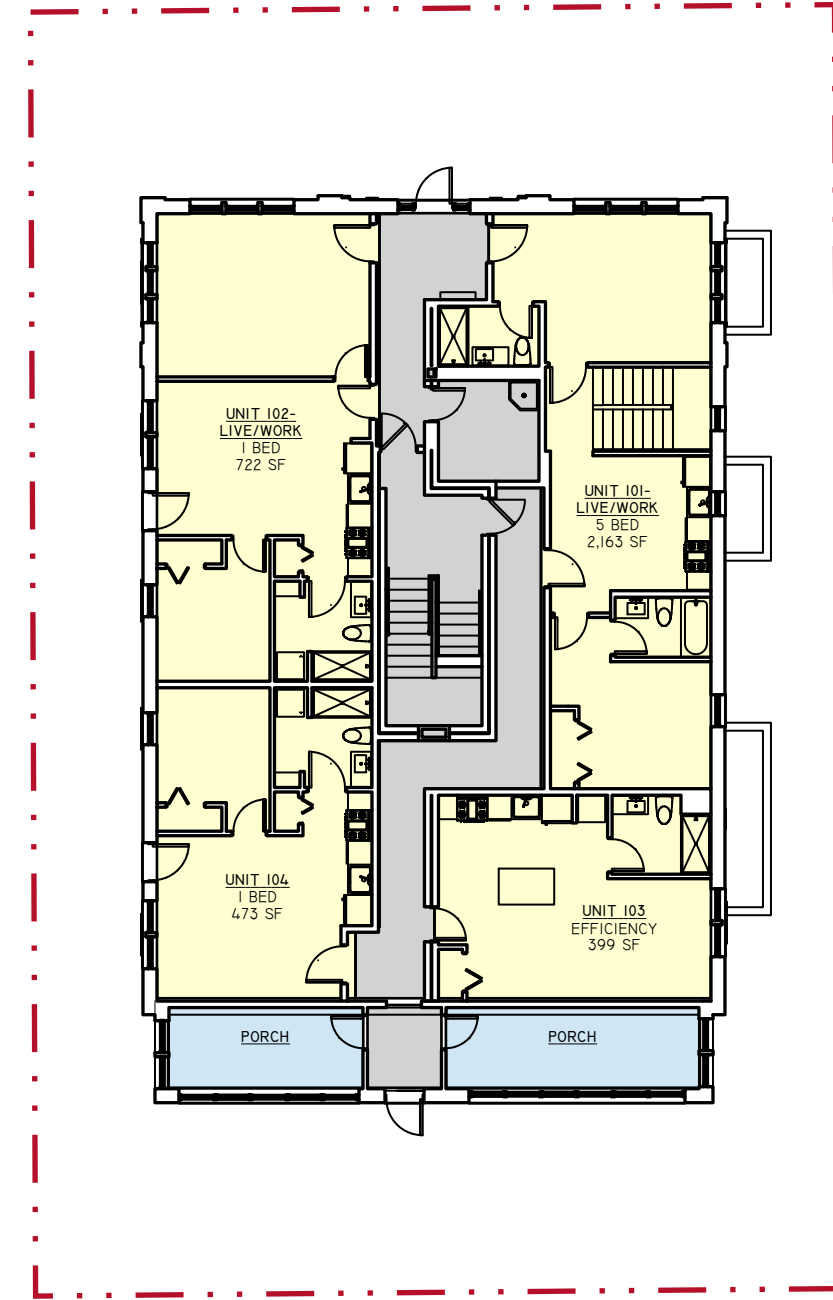 UNIT 102-
LIVE/WORK
1 BED
722 SF
UNIT 101-
LIVE/WORK
5 BED
2,163 SF
UNIT 104
1 BED
473 SF
UNIT 103
EFFICIENCY
399 SF
PORCH
PORCH